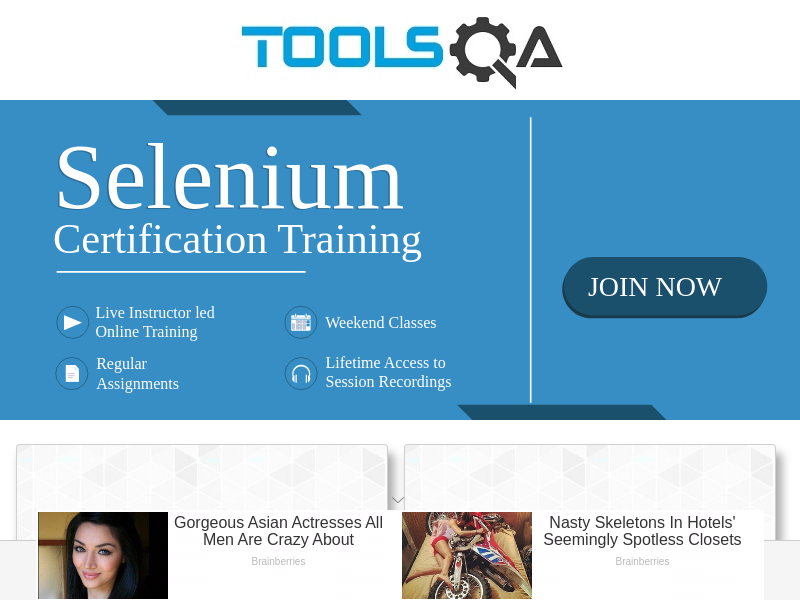 TOOLSQA
Selenium
Certification Training
JOIN NOW
Live Instructor led
Online Training
Weekend Classes
Regular
Assignments
Lifetime Access to
Session Recordings
Gorgeous Asian Actresses All
Men Are Crazy About
Brainberries
Nasty Skeletons In Hotels'
Seemingly Spotless Closets
Brainberries